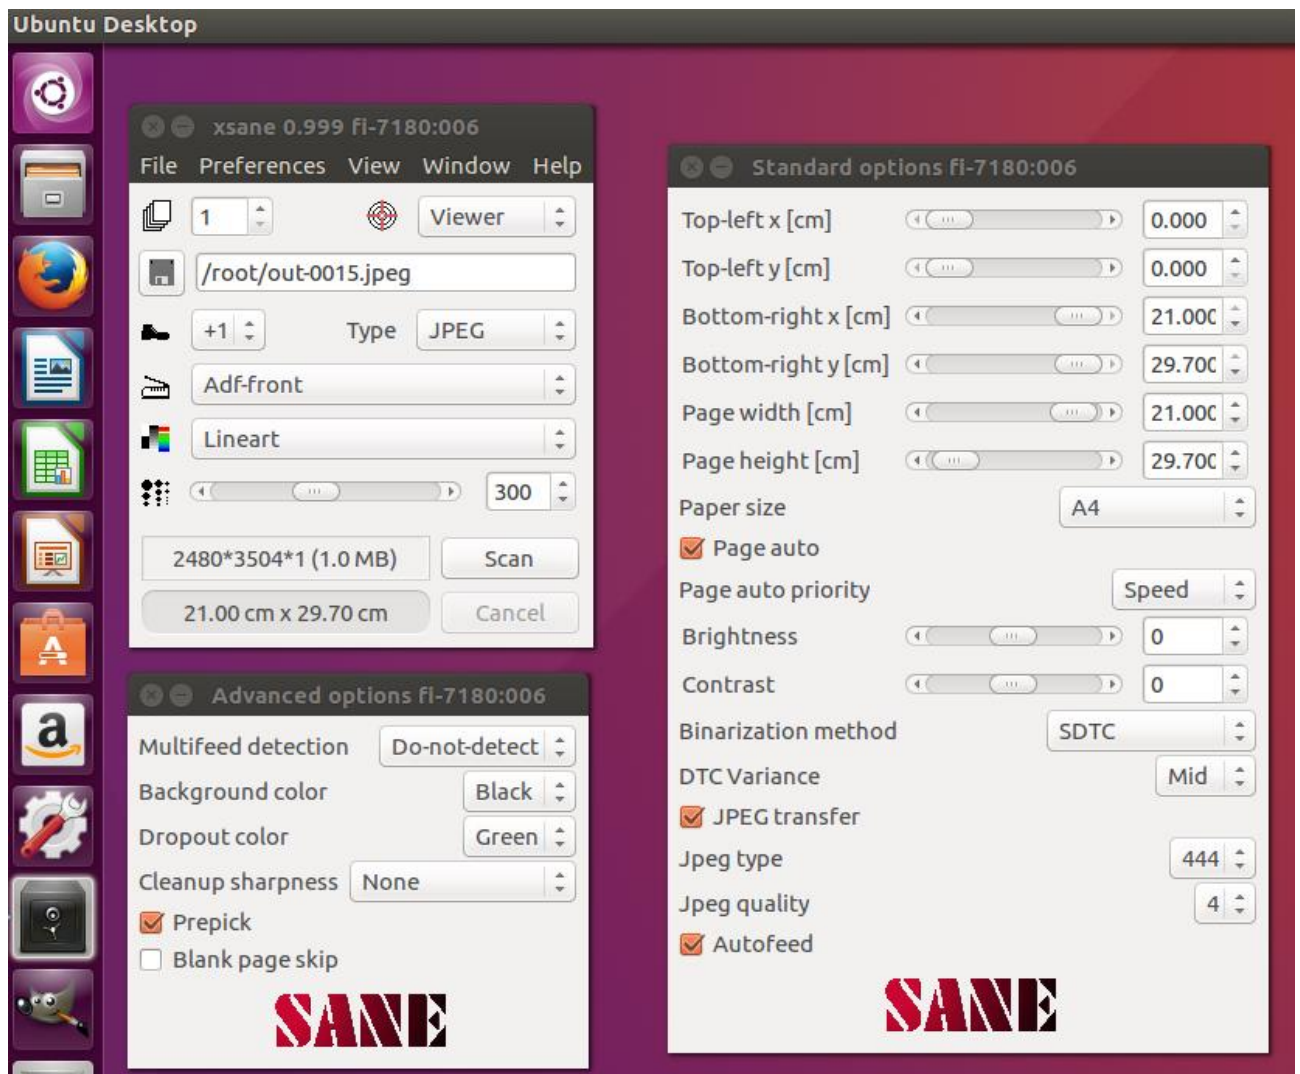 Ubuntu Desktop
xsane 0.999 fi-7180:006
File Preferences View Window Help
1 Viewer
/root/out-0015.jpeg
+1 Type JPEG
Adf-front
Lineart
300
2480*3504*1 (1.0 MB) Scan
21.00 cm x 29.70 cm Cancel
Advanced options fi-7180:006
Multifeed detection Do-not-detect
Background color Black
Dropout color Green
Cleanup sharpness None
Prepick
Blank page skip
SANE
Standard options fi-7180:006
Top-left x [cm] 0.000
Top-left y [cm] 0.000
Bottom-right x [cm] 21.000
Bottom-right y [cm] 29.700
Page width [cm] 21.000
Page height [cm] 29.700
Paper size A4
Page auto
Page auto priority Speed
Brightness 0
Contrast 0
Binarization method SDTC
DTC Variance Mid
JPEG transfer
Jpeg type 444
Jpeg quality 4
Autofeed
SANE
a